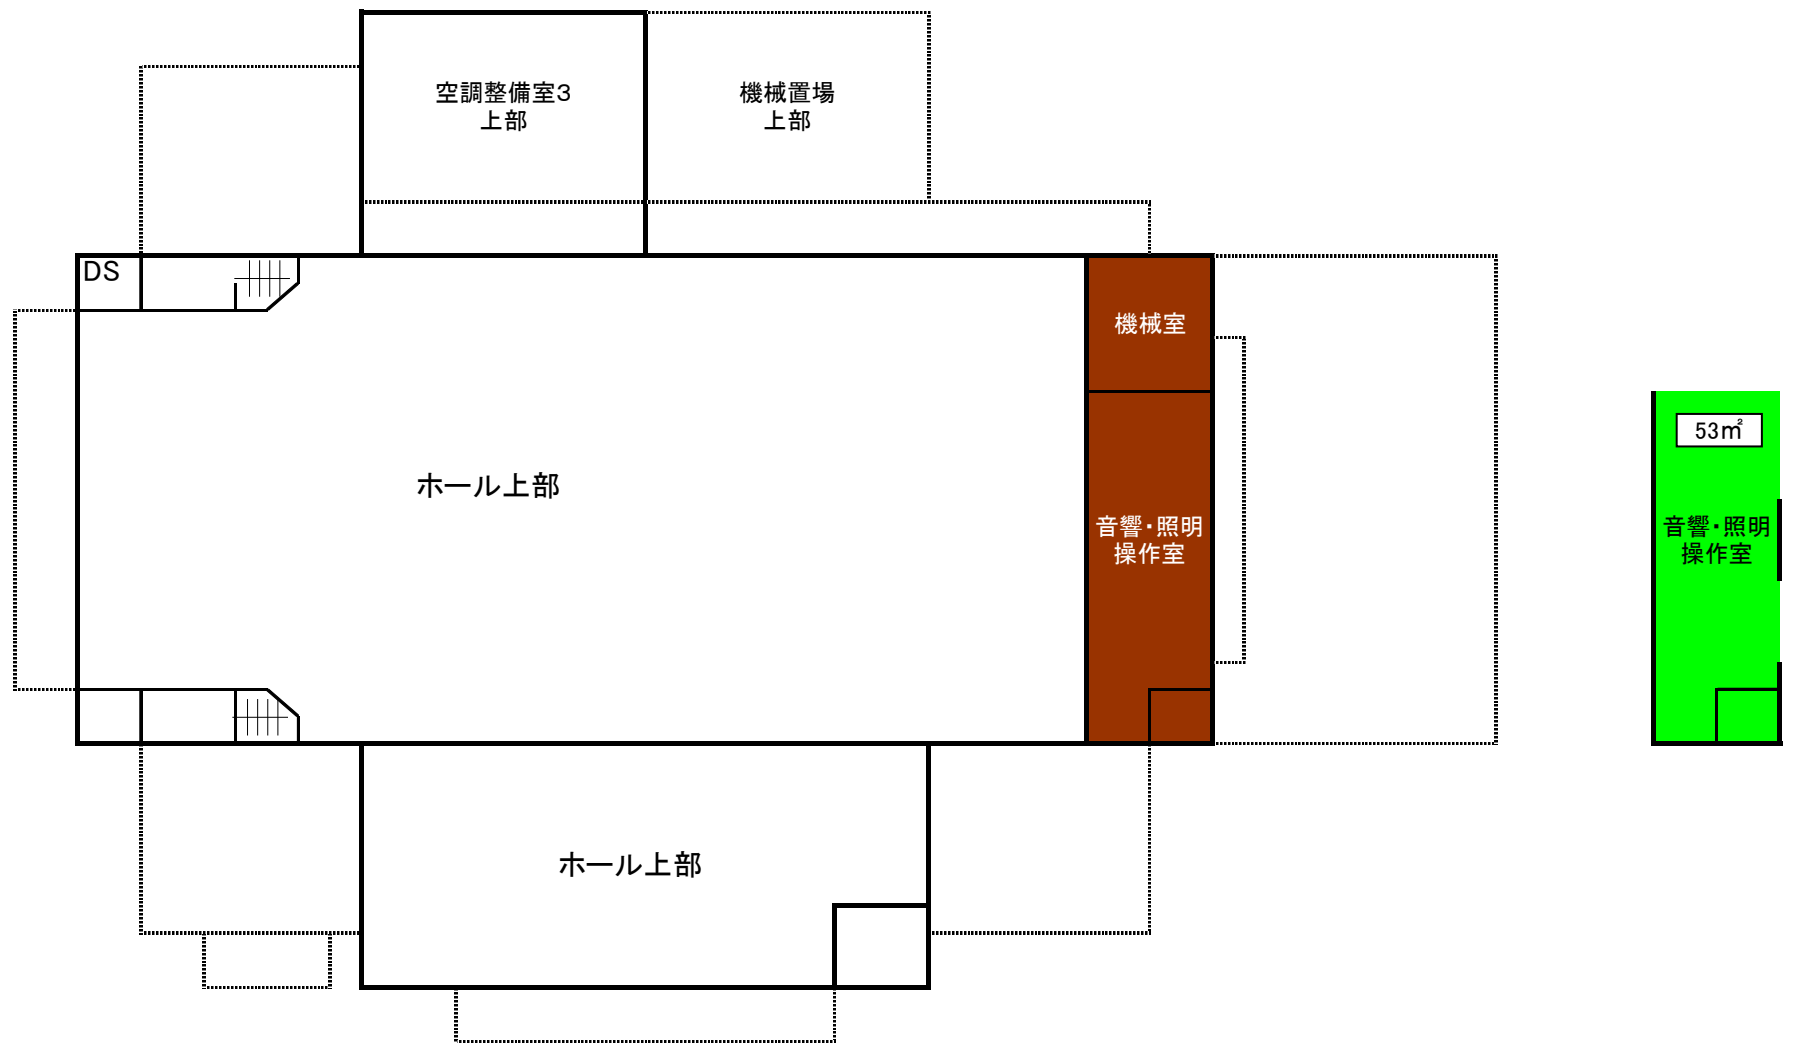 空調整備室3
上部
機械置場
上部
DS
機械室
ホール上部
音響・照明
操作室
53㎡
音響・照明
操作室
ホール上部